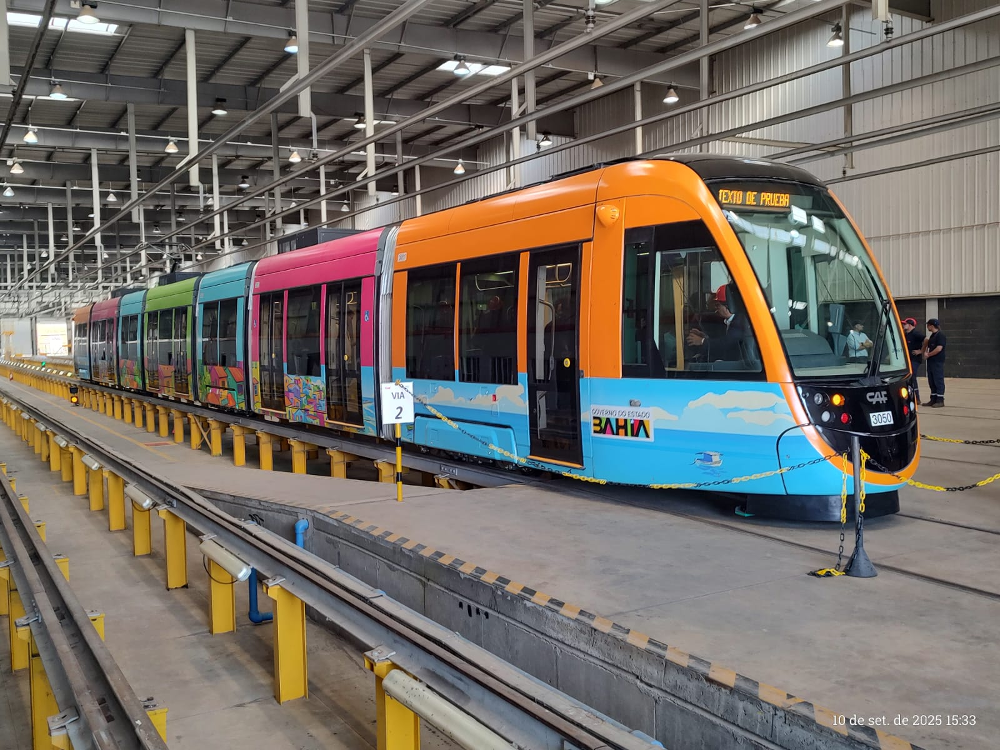 TEXTO DE PRUEBA
CAF
3050
GOVERNO DO ESTADO
BAHIA
VIA
2
10 de set. de 2025 15:33